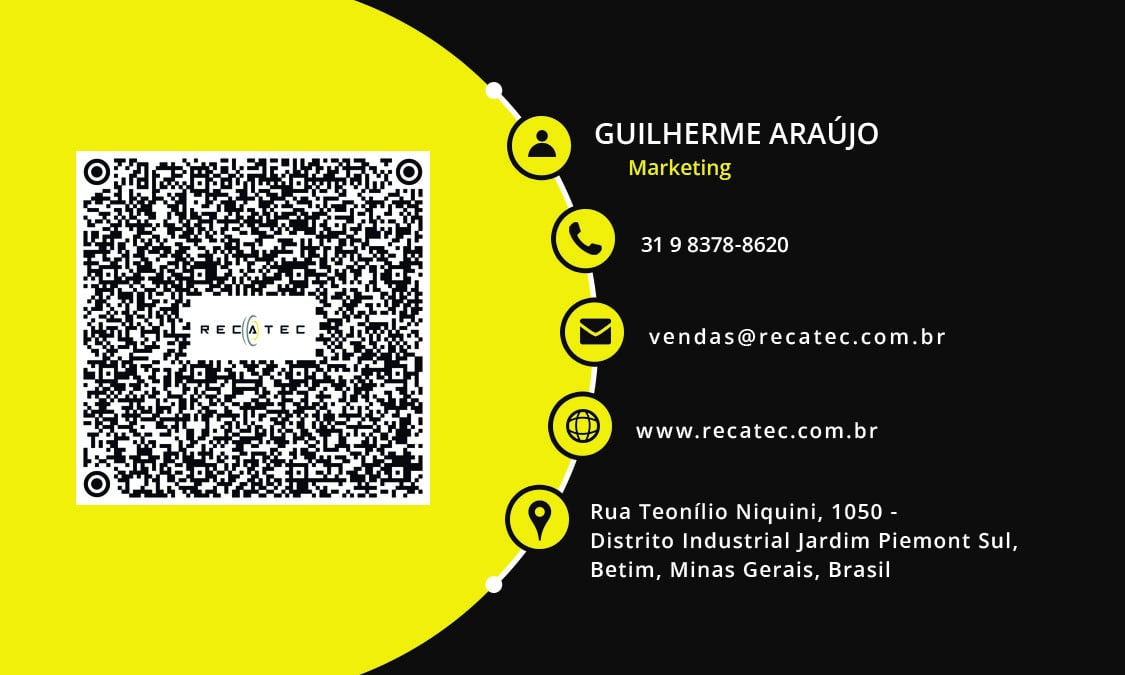 RECATEC
GUILHERME ARAÚJO
Marketing
31 9 8378-8620
vendas@recatec.com.br
www.recatec.com.br
Rua Teonílio Niquini, 1050 -
Distrito Industrial Jardim Piemont Sul,
Betim, Minas Gerais, Brasil